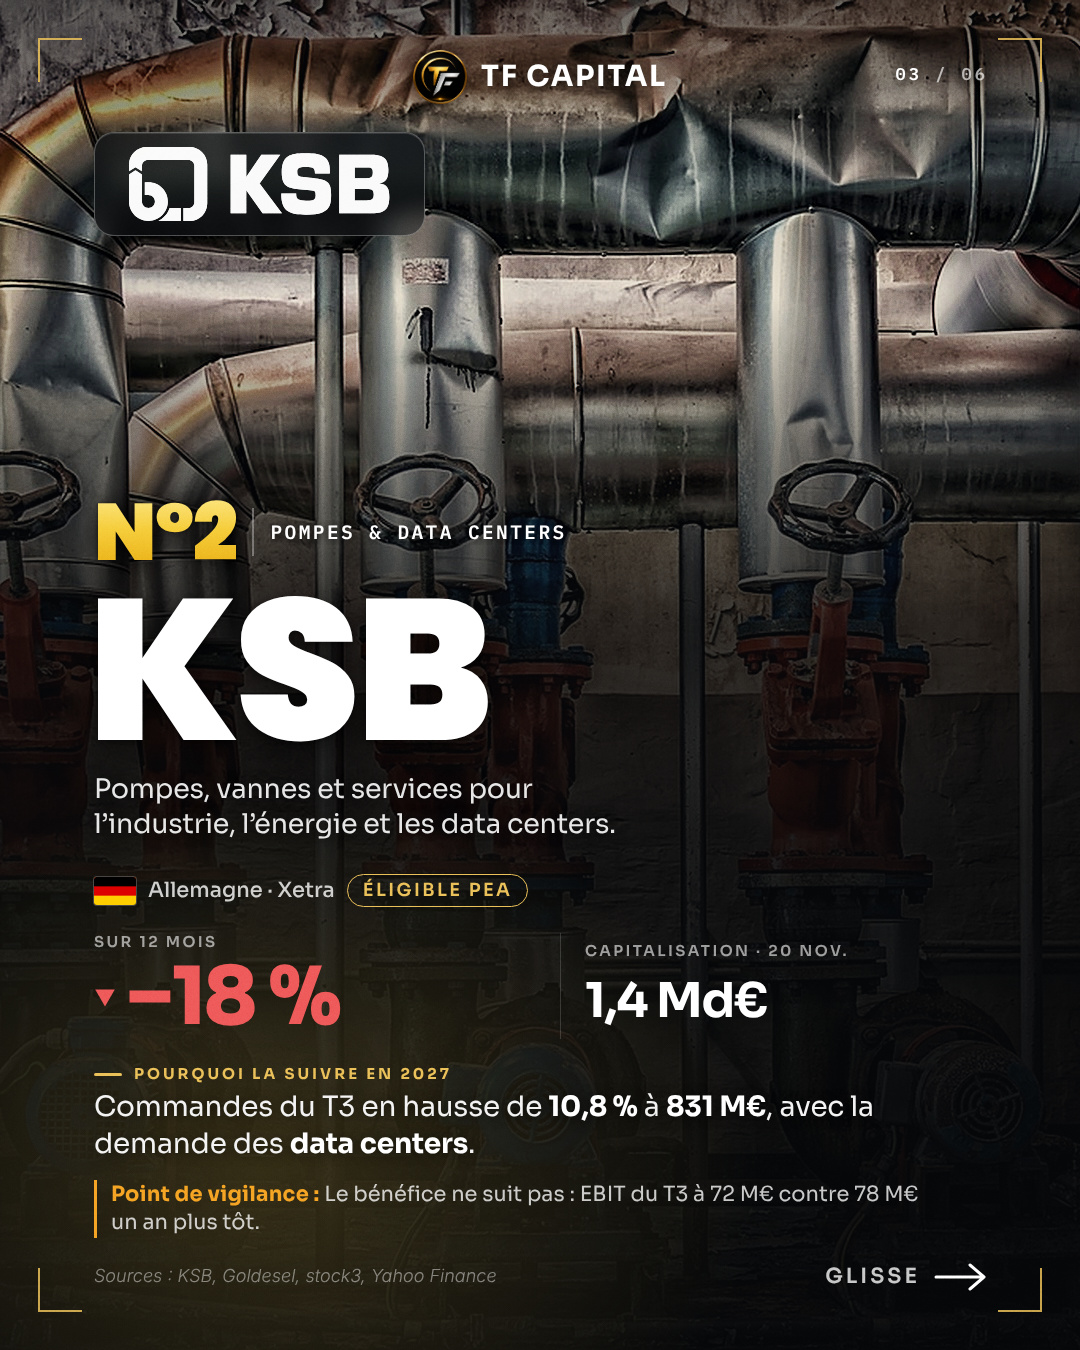 TF CAPITAL
03 / 06
KSB
Nº2
POMPES & DATA CENTERS
KSB
Pompes, vannes et services pour
l’industrie, l’énergie et les data centers.
Allemagne · Xetra
ÉLIGIBLE PEA
SUR 12 MOIS
▼ −18 %
CAPITALISATION · 20 NOV.
1,4 Md€
POURQUOI LA SUIVRE EN 2027
Commandes du T3 en hausse de 10,8 % à 831 M€, avec la
demande des data centers.
Point de vigilance : Le bénéfice ne suit pas : EBIT du T3 à 72 M€ contre 78 M€
un an plus tôt.
Sources : KSB, Goldesel, stock3, Yahoo Finance
GLISSE →